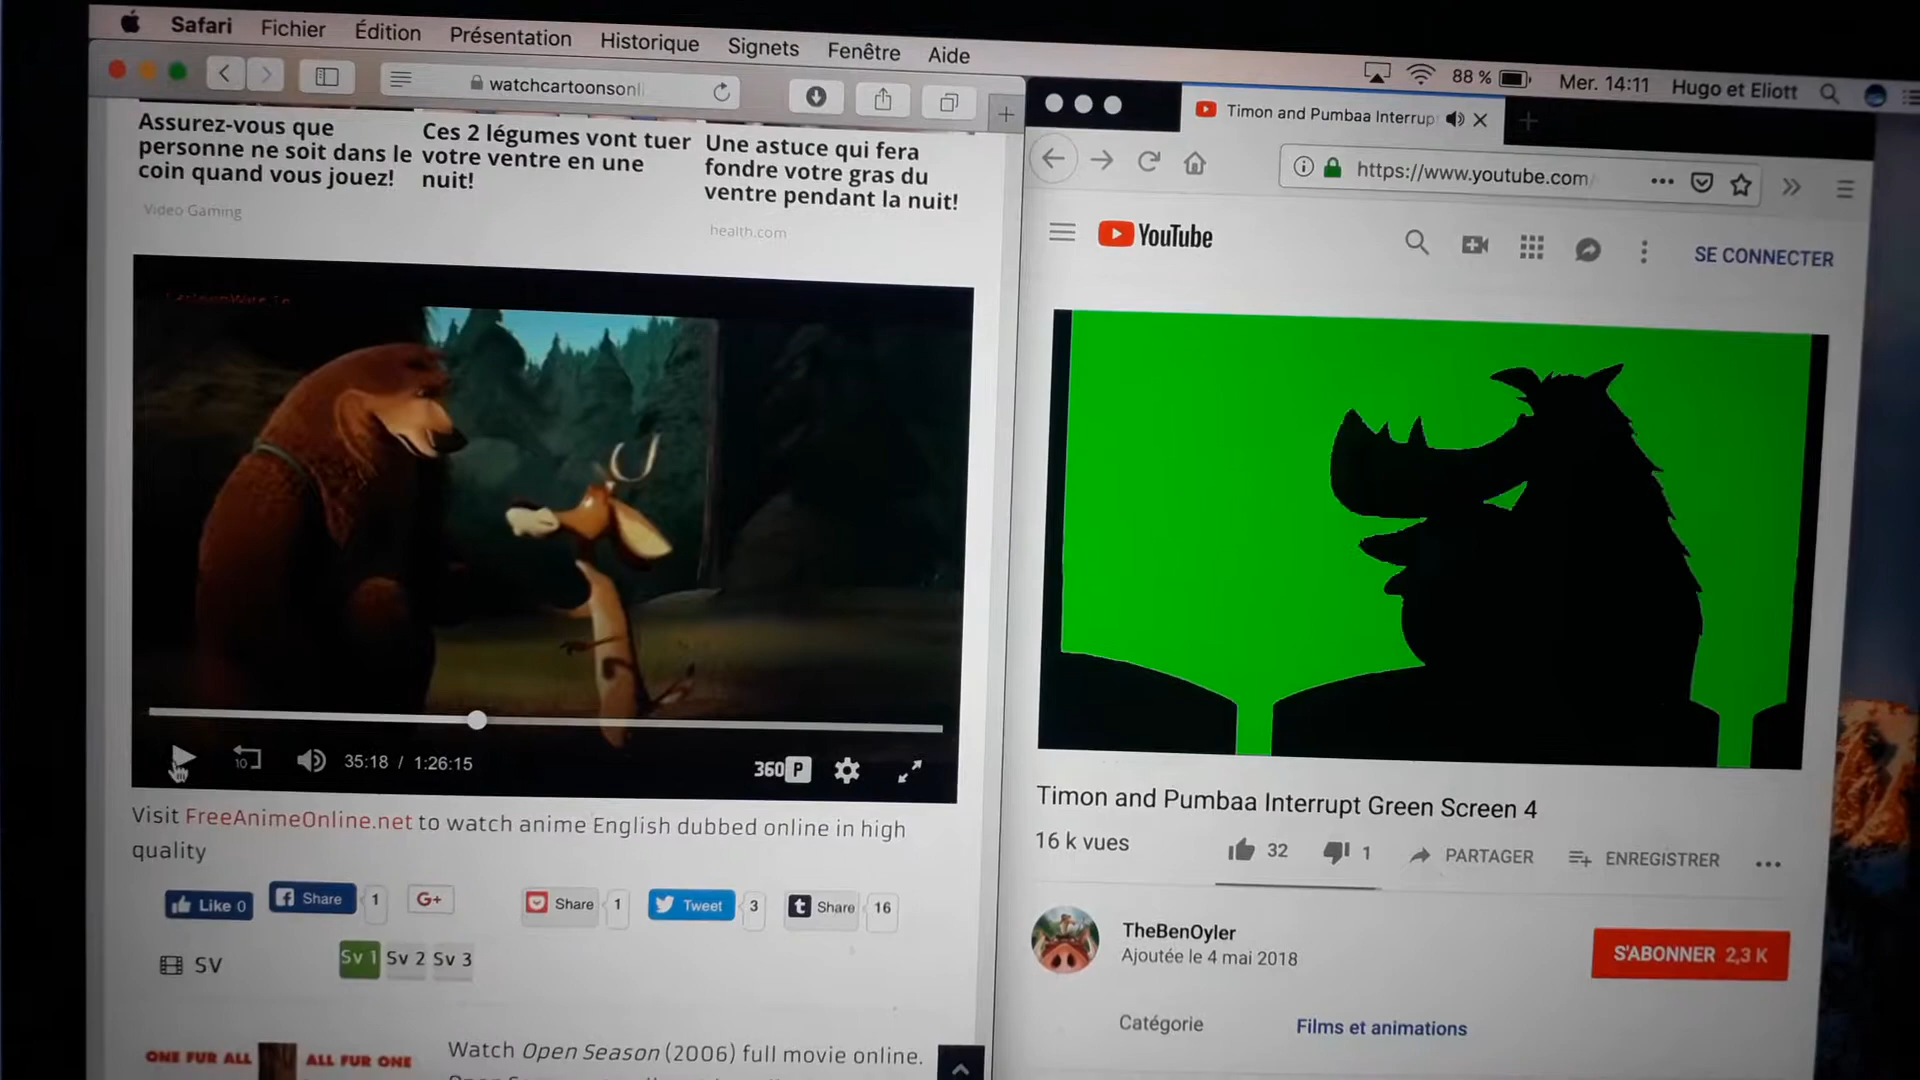 Safari Fichier Édition Présentation Historique Signets Fenêtre Aide
88 % Mer. 14:11 Hugo et Eliott
watchcartoonsonl
Assurez-vous que
personne ne soit dans le
coin quand vous jouez!
Video Gaming
Ces 2 légumes vont tuer
votre ventre en une
nuit!
Une astuce qui fera
fondre votre gras du
ventre pendant la nuit!
health.com
10
35:18 / 1:26:15
360P
Visit FreeAnimeOnline.net to watch anime English dubbed online in high
quality
Like 0
Share 1
G+
Share 1
Tweet 3
Share 16
SV
Sv 1 Sv 2 Sv 3
ONE FUR ALL ALL FUR ONE
Watch Open Season (2006) full movie online.
Timon and Pumbaa Interrup
https://www.youtube.com
YouTube
SE CONNECTER
Timon and Pumbaa Interrupt Green Screen 4
16 k vues
32 1 PARTAGER ENREGISTRER
TheBenOyler
Ajoutée le 4 mai 2018
S'ABONNER 2,3 K
Catégorie Films et animations